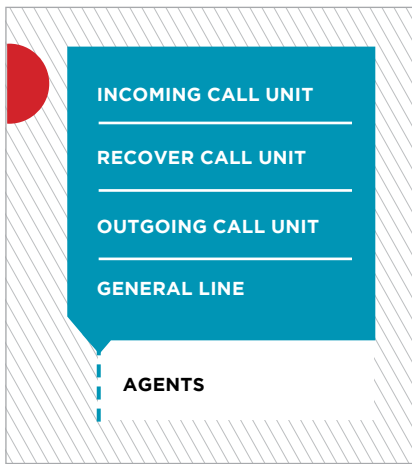 INCOMING CALL UNIT
RECOVER CALL UNIT
OUTGOING CALL UNIT
GENERAL LINE
AGENTS